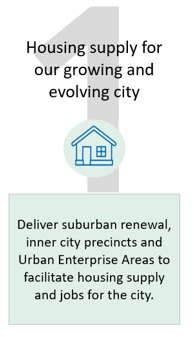 1
Housing supply for
our growing and
evolving city
Deliver suburban renewal,
inner city precincts and
Urban Enterprise Areas to
facilitate housing supply
and jobs for the city.